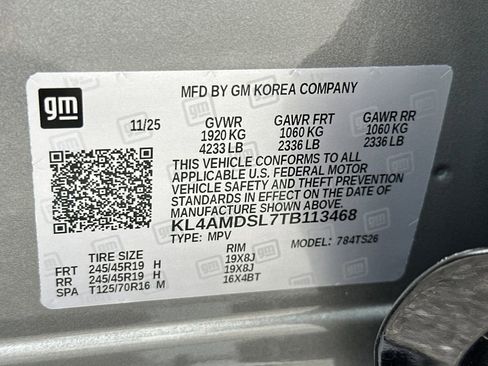 gm
MFD BY GM KOREA COMPANY
11/25 GVWR GAWR FRT GAWR RR
1920 KG 1060 KG 1060 KG
4233 LB 2336 LB 2336 LB
THIS VEHICLE CONFORMS TO ALL
APPLICABLE U.S. FEDERAL MOTOR
VEHICLE SAFETY AND THEFT PREVENTION
STANDARDS IN EFFECT ON THE DATE OF
MANUFACTURE SHOWN ABOVE.
KL4AMDSL7TB113468
TYPE: MPV MODEL: 784TS26
TIRE SIZE RIM
FRT 245/45R19 H 19X8J
RR 245/45R19 H 19X8J
SPA T125/70R16 M 16X4BT